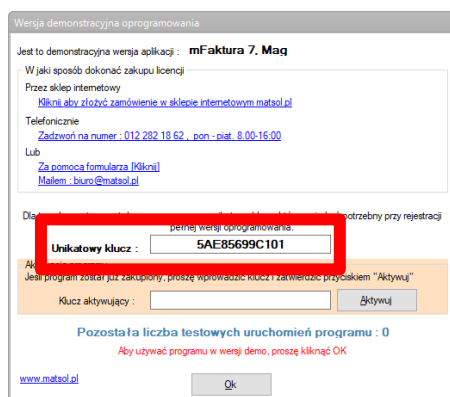 Wersja demonstracyjna oprogramowania
Jest to demonstracyjna wersja aplikacji : mFaktura 7, Mag
W jaki sposób dokonać zakupu licencji
Przez sklep internetowy
Kliknij aby złożyć zamówienie w sklepie internetowym matsol.pl
Telefonicznie
Zadzwoń na numer : 012 282 18 62 , pon - piat. 8.00-16:00
Lub
Za pomocą formularza [Kliknij]
Mailem : biuro@matsol.pl
potrzebny przy rejestracji
pełnej wersji oprogramowania.
Unikatowy klucz : 5AE85699C101
Jeśli program został już zakupiony, proszę wprowadzić klucz i zatwierdzić przyciskiem "Aktywuj"
Klucz aktywujący : Aktywuj
Pozostała liczba testowych uruchomień programu : 0
Aby używać programu w wersji demo, proszę kliknąć OK
www.matsol.pl Ok